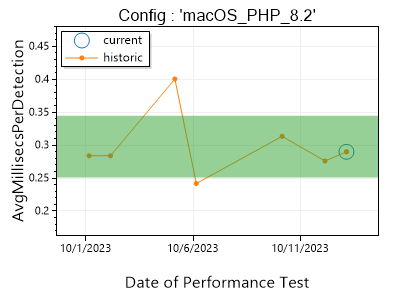 Config : 'macOS_PHP_8.2'
current
historic
0.45
0.4
0.35
0.3
0.25
0.2
AvgMillisecsPerDetection
10/1/2023
10/6/2023
10/11/2023
Date of Performance Test